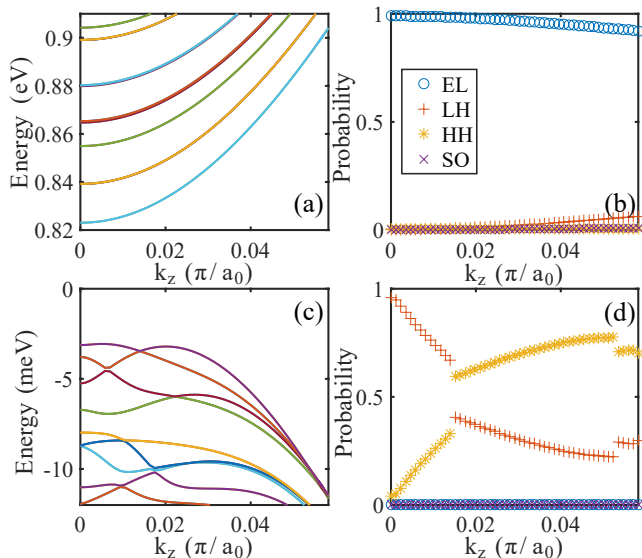 0.9
0.88
0.86
0.84
0.82
Energy (eV)
0
0.02
0.04
k_z (π/a_0)
(a)
1
0.5
0
Probability
EL
LH
HH
SO
0
0.02
0.04
k_z (π/a_0)
(b)
0
-5
-10
Energy (meV)
0
0.02
0.04
k_z (π/a_0)
(c)
1
0.5
0
Probability
0
0.02
0.04
k_z (π/a_0)
(d)